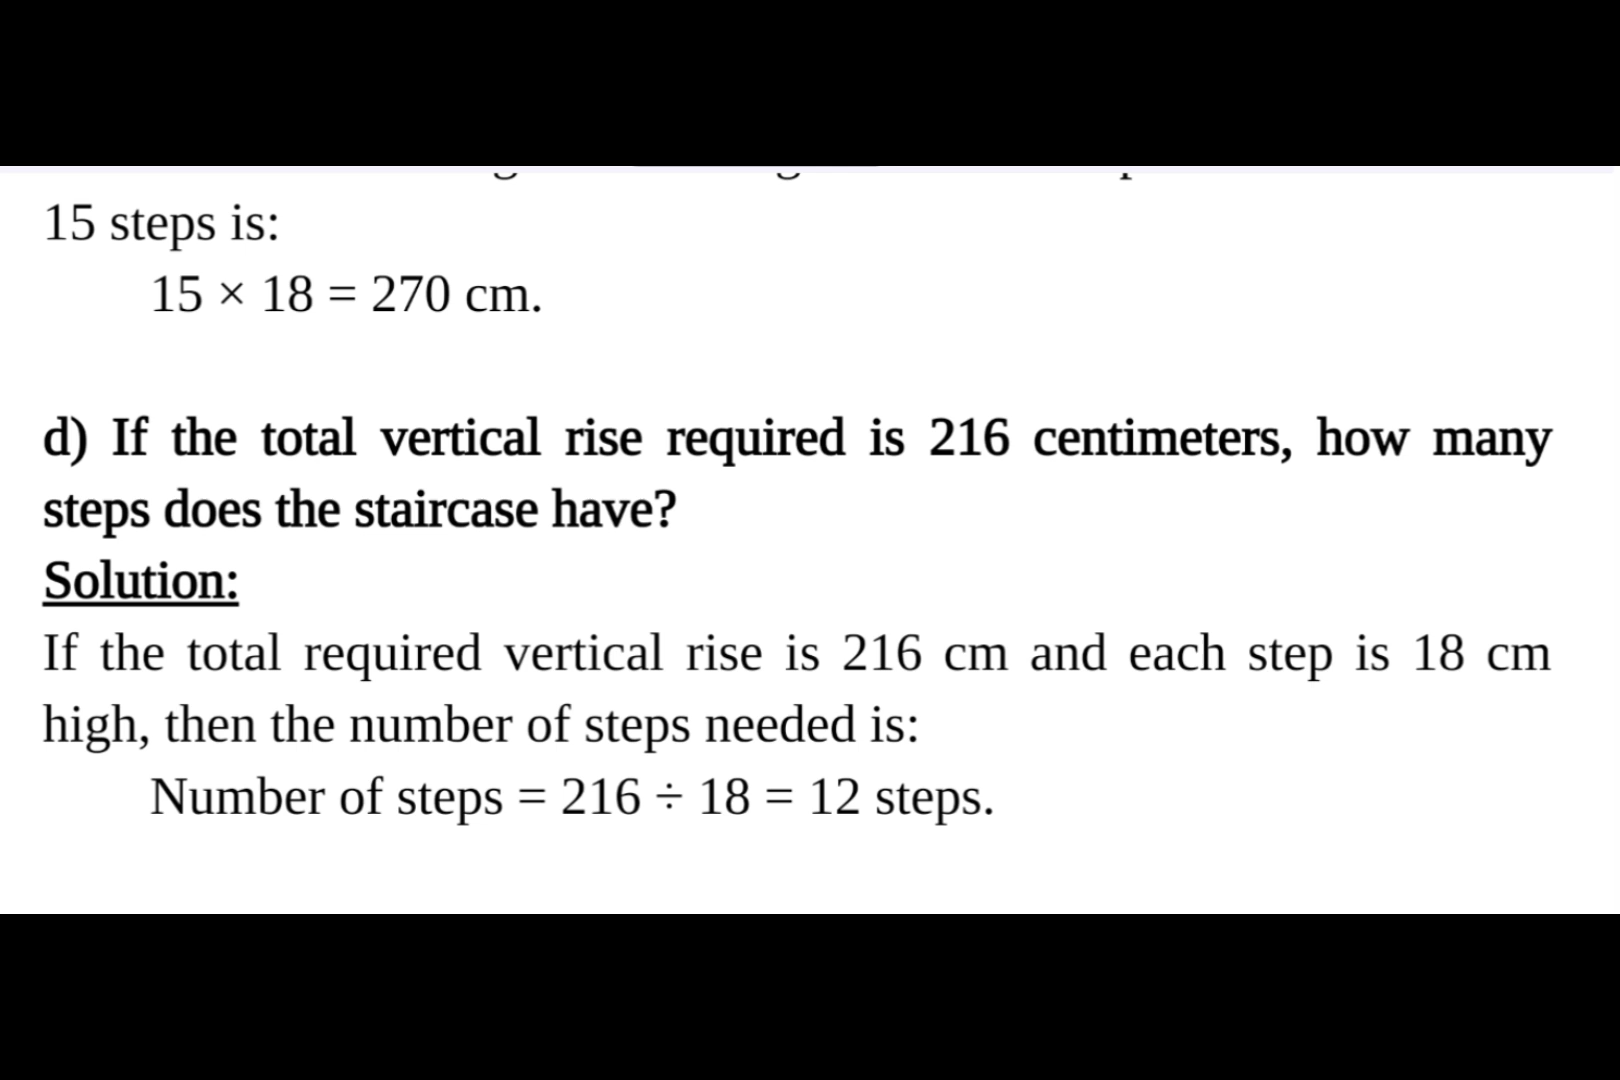 15 steps is:
15 × 18 = 270 cm.
d) If the total vertical rise required is 216 centimeters, how many
steps does the staircase have?
Solution:
If the total required vertical rise is 216 cm and each step is 18 cm
high, then the number of steps needed is:
Number of steps = 216 ÷ 18 = 12 steps.